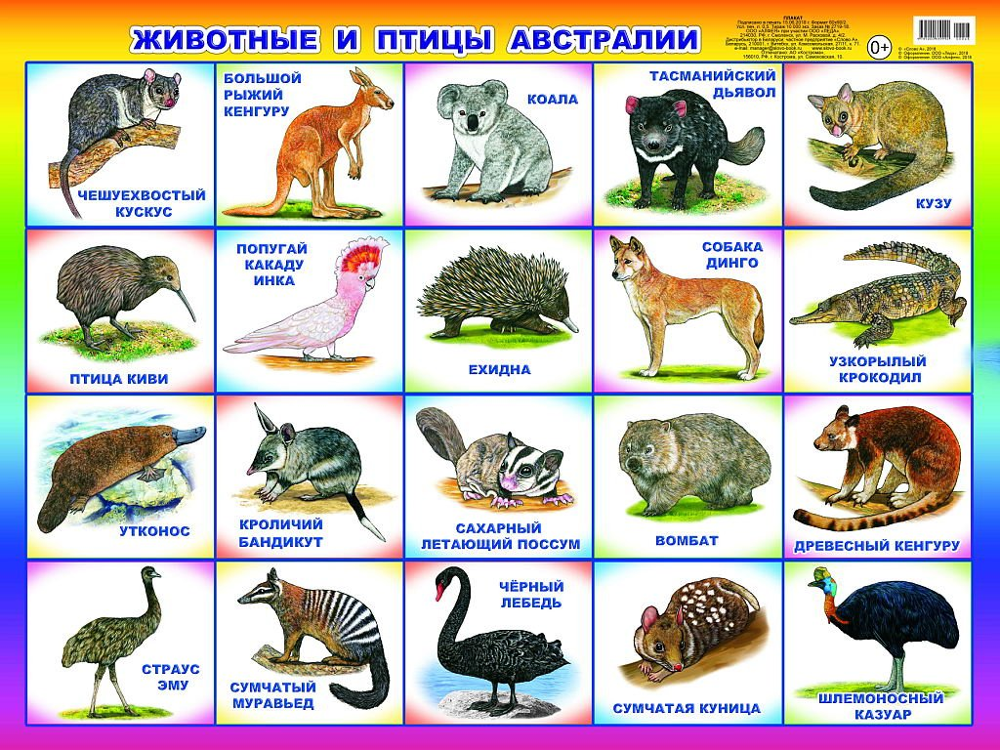 ЖИВОТНЫЕ И ПТИЦЫ АВСТРАЛИИ
ПЛАКАТ
0+
ЧЕШУЕХВОСТЫЙ
КУСКУС
БОЛЬШОЙ
РЫЖИЙ
КЕНГУРУ
КОАЛА
ТАСМАНИЙСКИЙ
ДЬЯВОЛ
КУЗУ
ПТИЦА КИВИ
ПОПУГАЙ
КАКАДУ
ИНКА
ЕХИДНА
СОБАКА
ДИНГО
УЗКОРЫЛЫЙ
КРОКОДИЛ
УТКОНОС
КРОЛИЧИЙ
БАНДИКУТ
САХАРНЫЙ
ЛЕТАЮЩИЙ ПОССУМ
ВОМБАТ
ДРЕВЕСНЫЙ КЕНГУРУ
СТРАУС
ЭМУ
СУМЧАТЫЙ
МУРАВЬЕД
ЧЁРНЫЙ
ЛЕБЕДЬ
СУМЧАТАЯ КУНИЦА
ШЛЕМОНОСНЫЙ
КАЗУАР